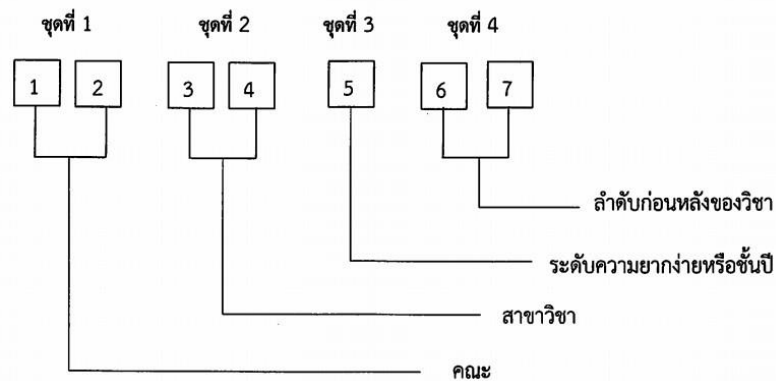 ชุดที่ 1 ชุดที่ 2 ชุดที่ 3 ชุดที่ 4
1 2 3 4 5 6 7
ลำดับก่อนหลังของวิชา
ระดับความยากง่ายหรือชั้นปี
สาขาวิชา
คณะ